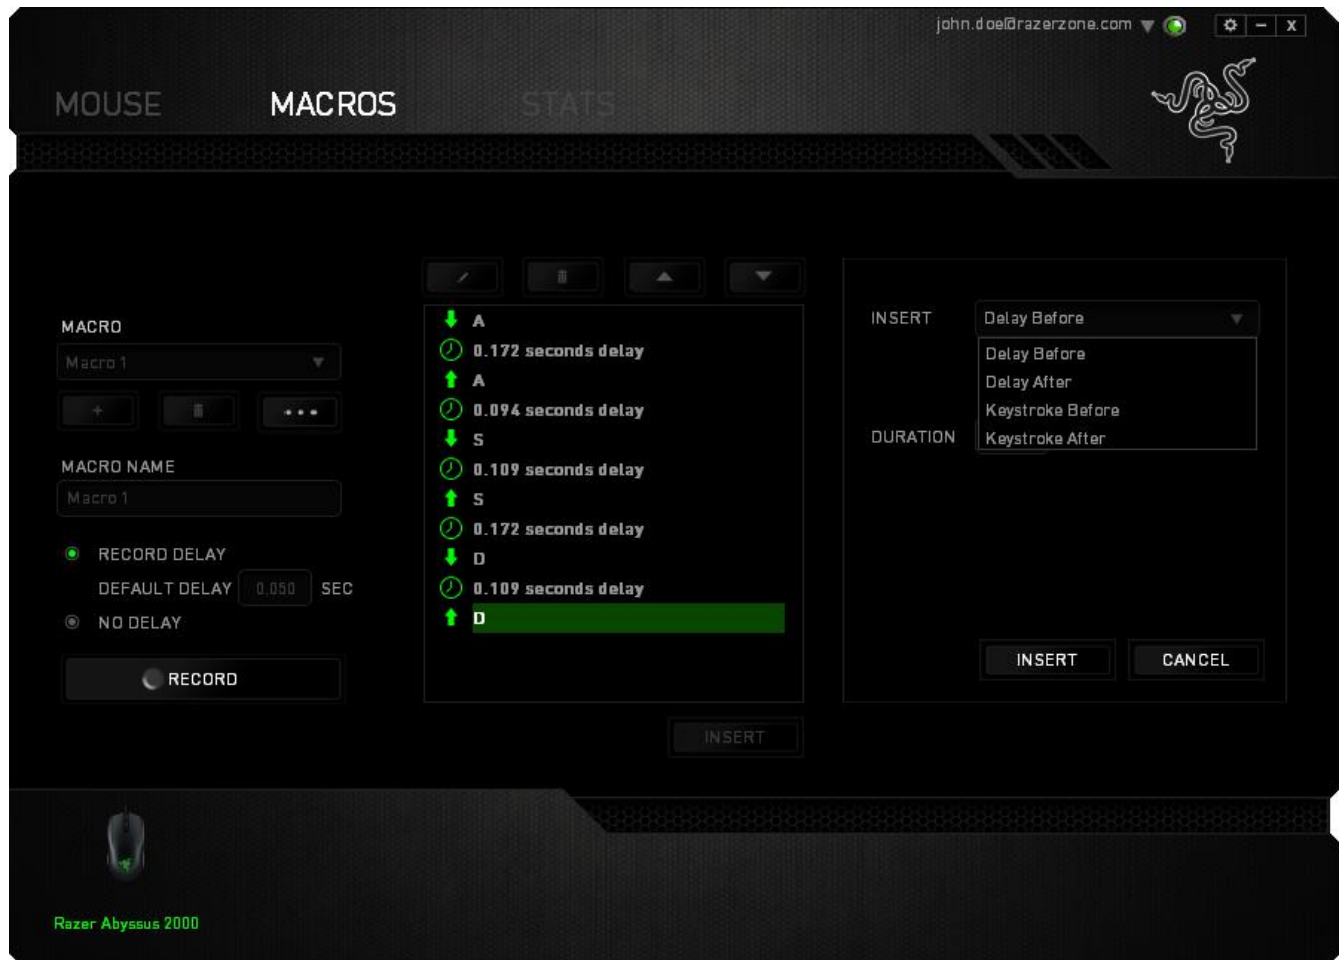 john.doe@razerzone.com
X
MOUSE MACROS STATS
MACRO
Macro 1
MACRO NAME
Macro 1
RECORD DELAY
DEFAULT DELAY 0.050 SEC
NO DELAY
RECORD
A
0.172 seconds delay
A
0.094 seconds delay
S
0.109 seconds delay
S
0.172 seconds delay
D
0.109 seconds delay
D
INSERT
INSERT Delay Before
Delay Before
Delay After
Keystroke Before
Keystroke After
DURATION
INSERT CANCEL
Razer Abyssus 2000